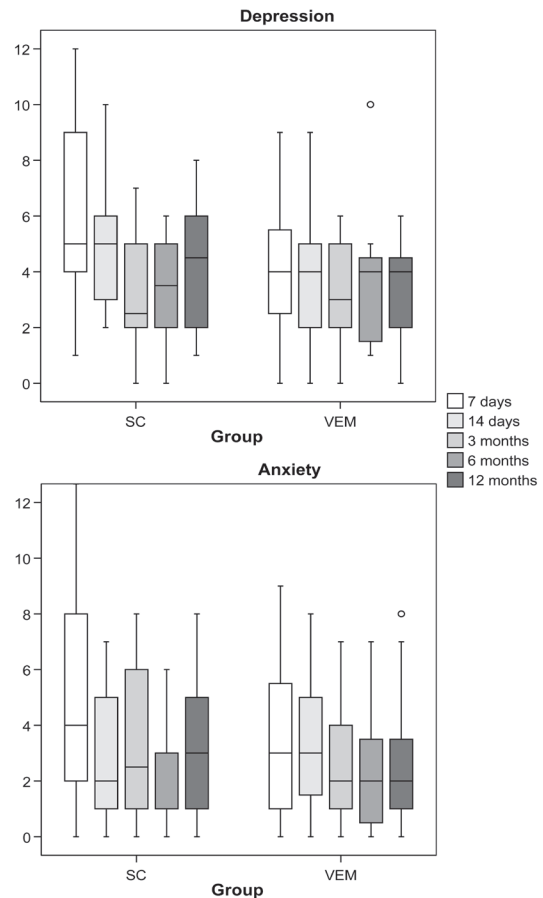 Depression
12
10
8
6
4
2
0
SC
VEM
Group
7 days
14 days
3 months
6 months
12 months
Anxiety
12
10
8
6
4
2
0
SC
VEM
Group